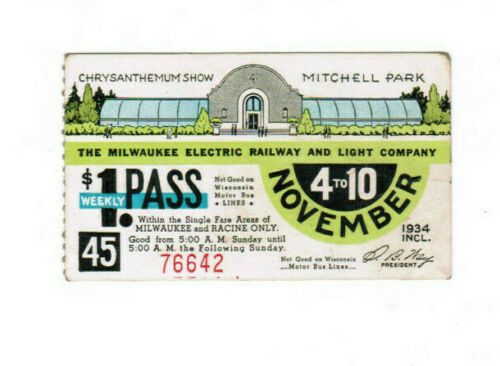 CHRYSANTHEMUM SHOW MITCHELL PARK
THE MILWAUKEE ELECTRIC RAILWAY AND LIGHT COMPANY
$1. WEEKLY PASS
Not Good on
Wisconsin
Motor Bus
– LINES –
4 TO 10
NOVEMBER
1934
INCL.
Within the Single Fare Areas of
MILWAUKEE and RACINE ONLY.
45
Good from 5:00 A. M. Sunday until
5:00 A. M. the Following Sunday.
76642
Not Good on Wisconsin
Motor Bus Lines
S. B. Way
PRESIDENT